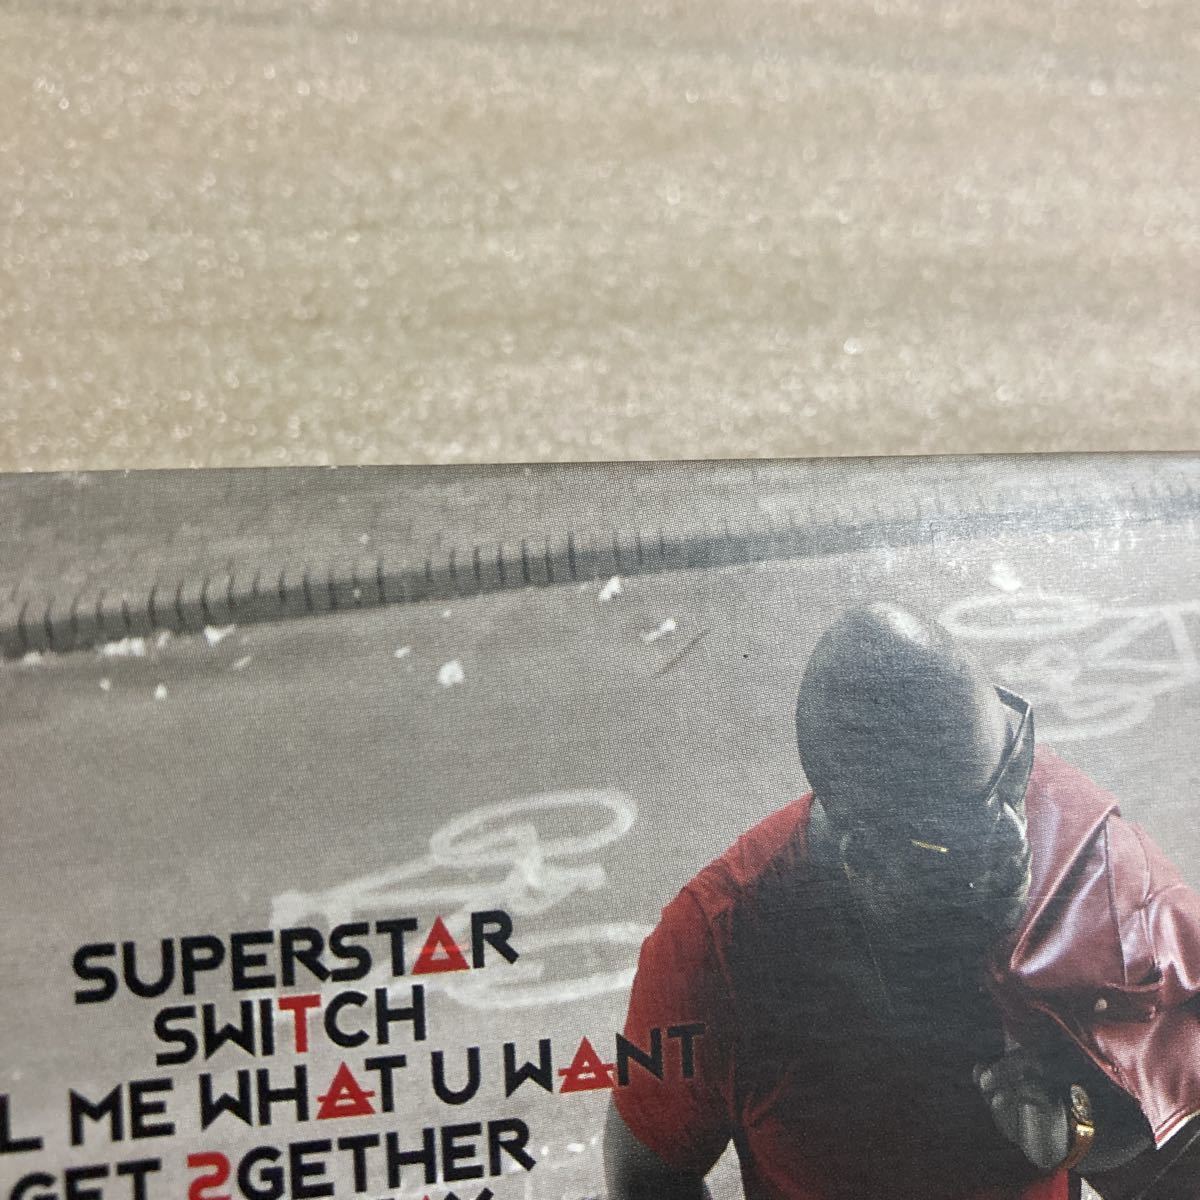 SUPERSTAR
SWITCH
L ME WHAT U WANT
GET 2GETHER